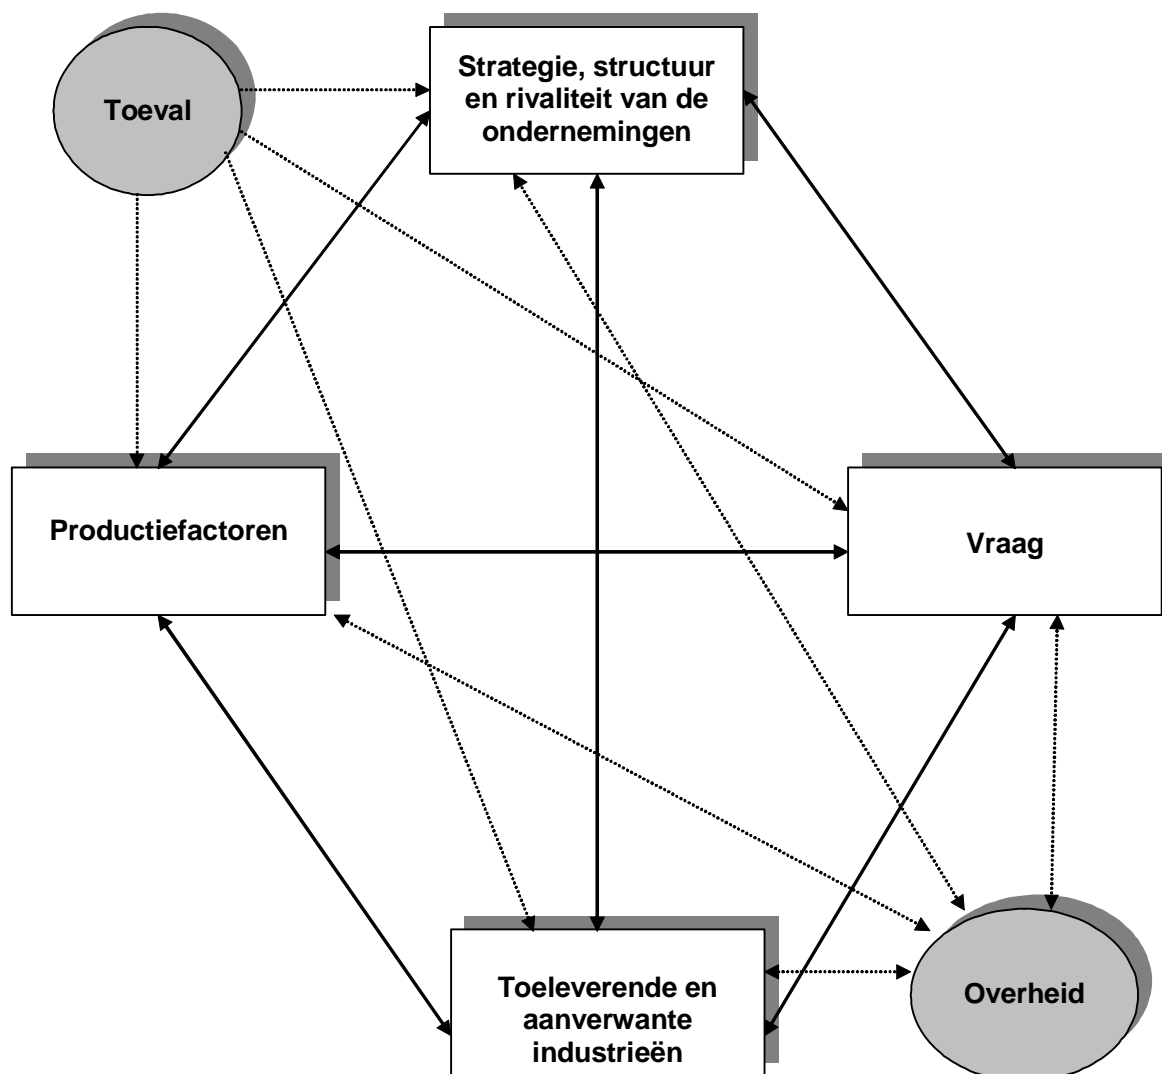 Strategie, structuur
en rivaliteit van de
ondernemingen
Toeval
Productiefactoren
Vraag
Toeleverende en
aanverwante
industrieën
Overheid